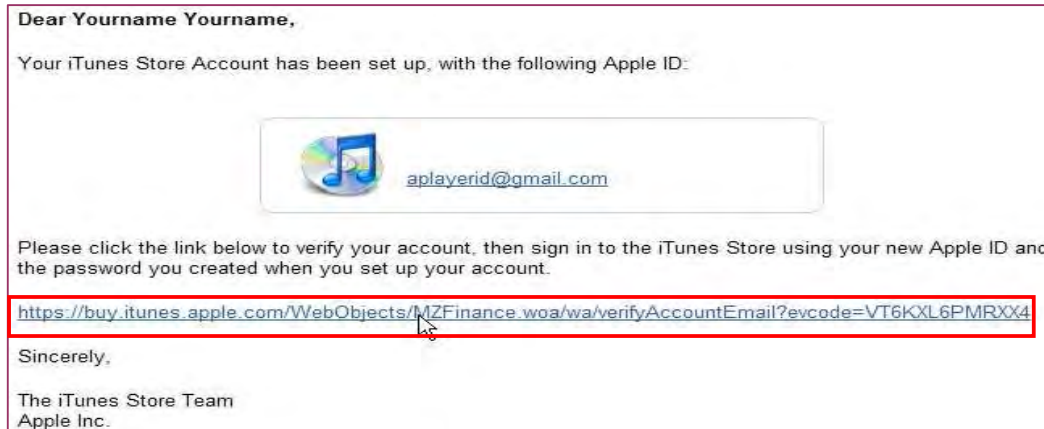 Dear Yourname Yourname,
Your iTunes Store Account has been set up, with the following Apple ID:
aplayerid@gmail.com
Please click the link below to verify your account, then sign in to the iTunes Store using your new Apple ID and
the password you created when you set up your account.
https://buy.itunes.apple.com/WebObjects/MZFinance.woa/wa/verifyAccountEmail?evcode=VT6KXL6PMRXX4
Sincerely,
The iTunes Store Team
Apple Inc.